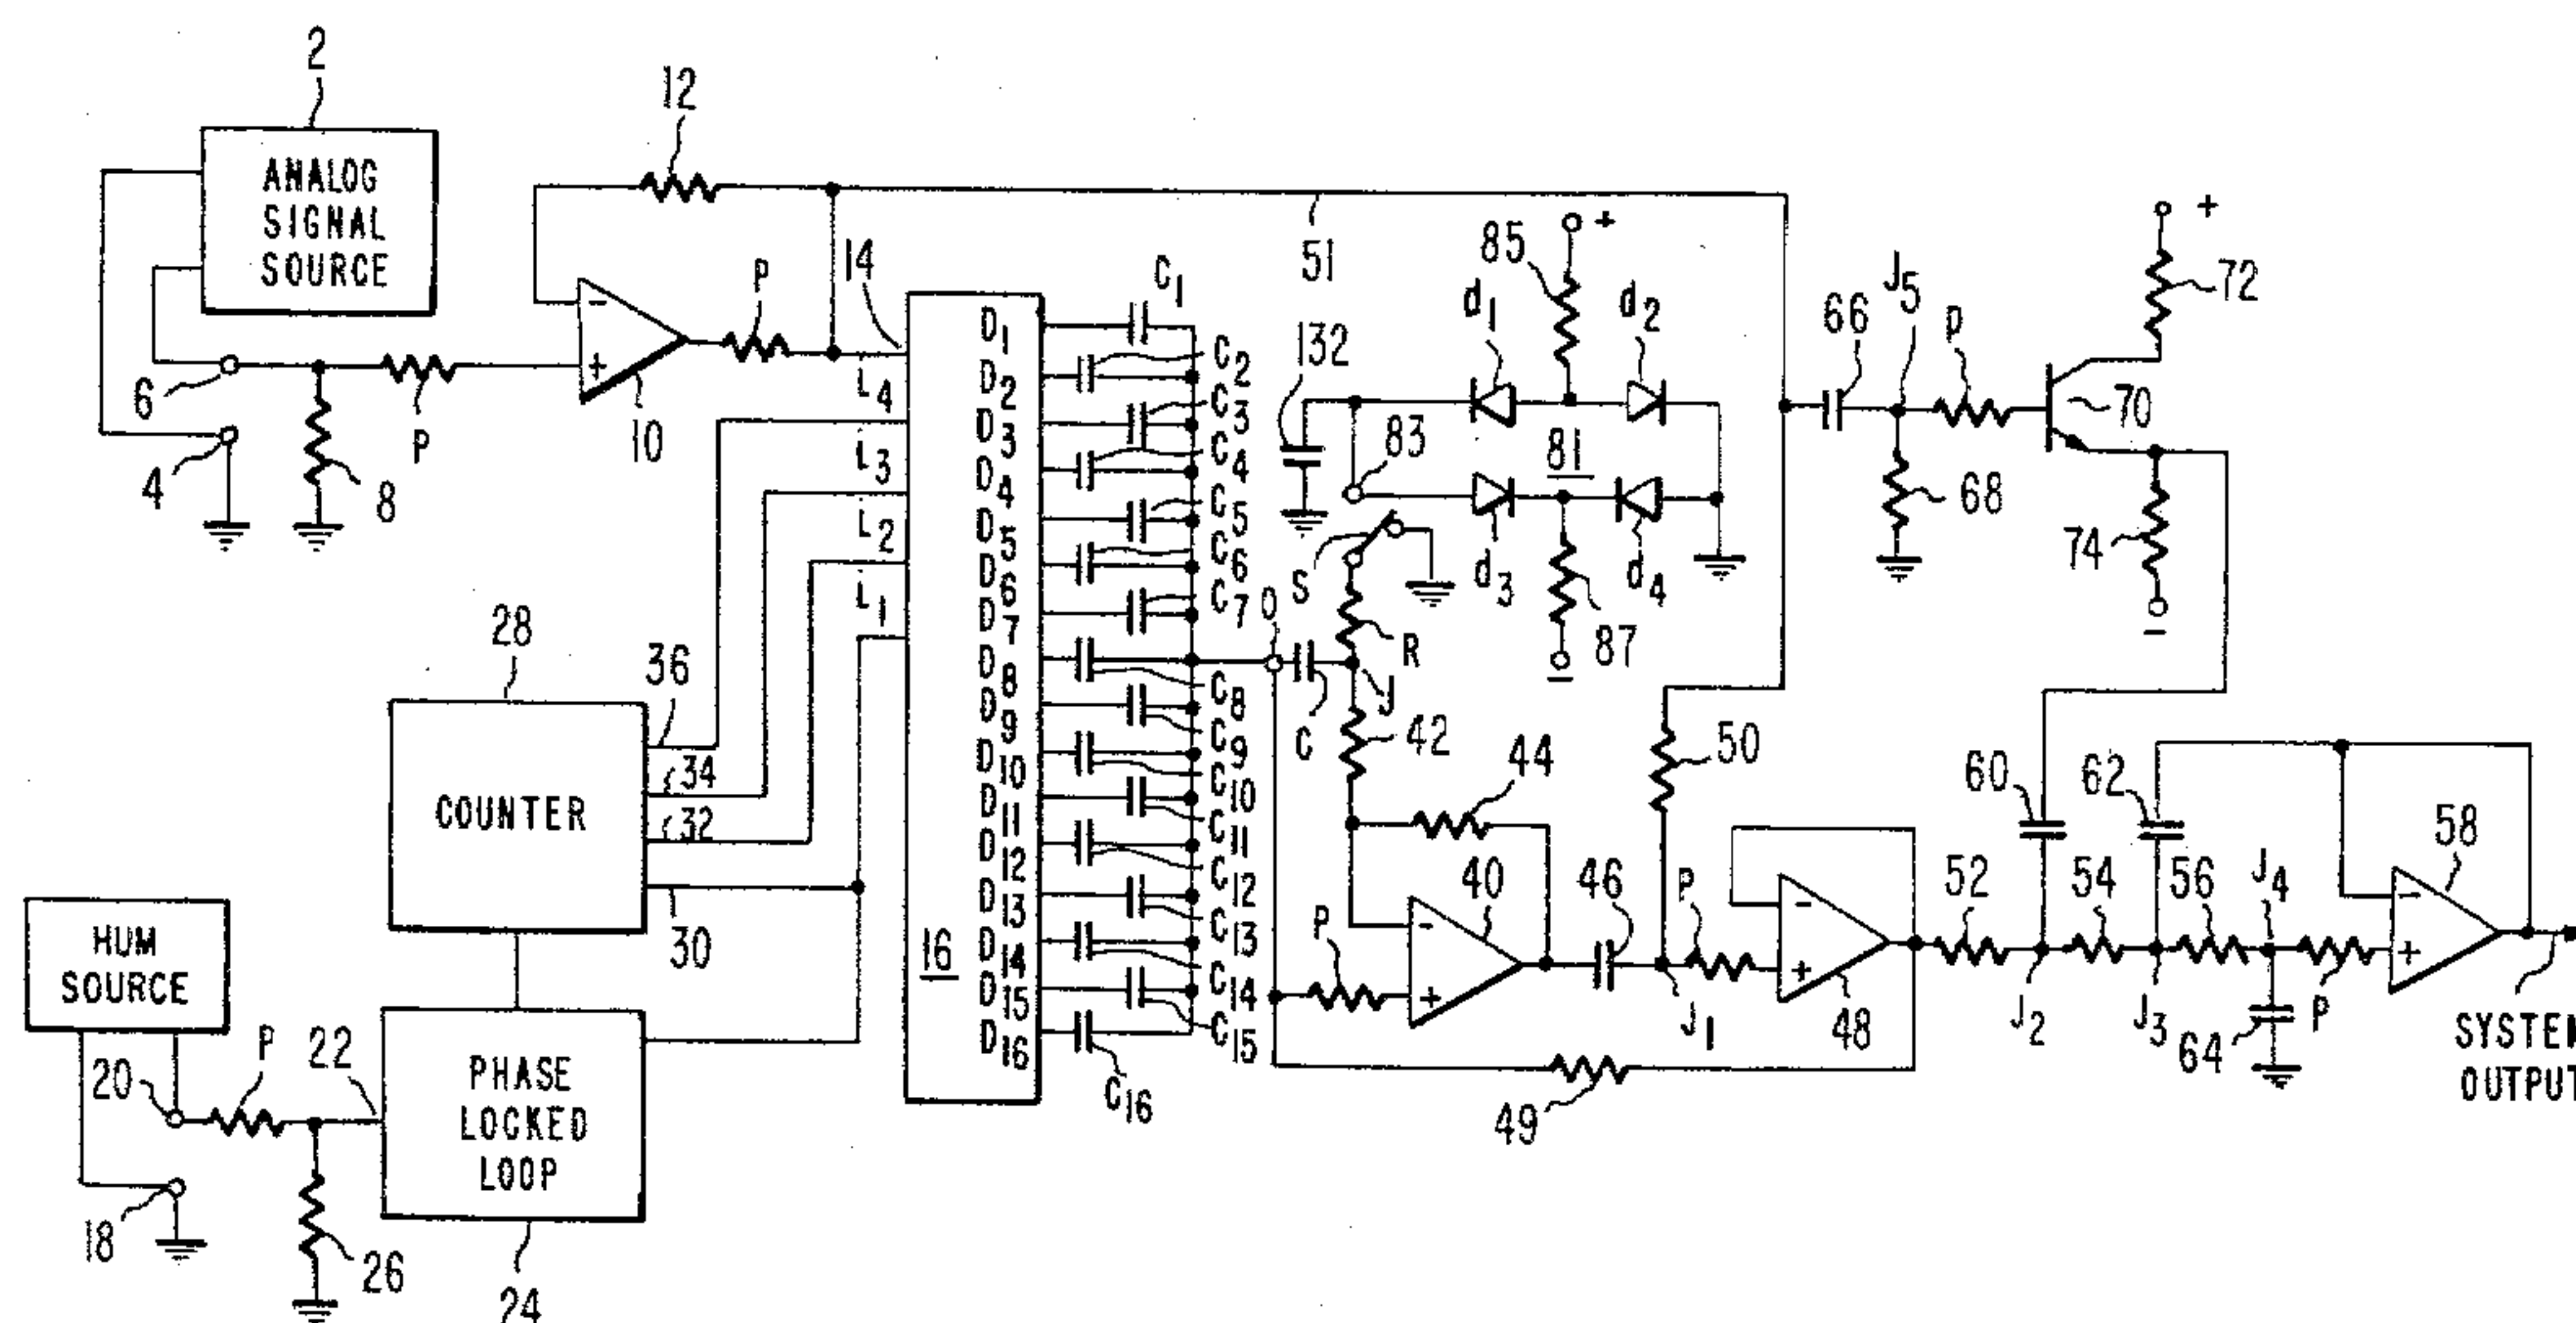 2
ANALOG
SIGNAL
SOURCE
6
4
8
P
12
10
P
14
L4
L3
L2
L1
28
COUNTER
36
34
32
30
HUM
SOURCE
20
18
P
22
26
PHASE
LOCKED
LOOP
24
16
D1
D2
D3
D4
D5
D6
D7
D8
D9
D10
D11
D12
D13
D14
D15
D16
C1
C2
C3
C4
C5
C6
C7
C8
C9
C10
C11
C12
C13
C14
C15
C16
51
132
83
85
+
d1
d2
81
d3
d4
87
−
S
R
O
C
J
42
44
P
40
−
+
46
50
J1
P
48
−
+
49
66
J5
P
68
70
72
+
74
−
60
62
52
J2
54
J3
56
J4
64
P
58
−
+
−
+
SYSTEM
OUTPUT